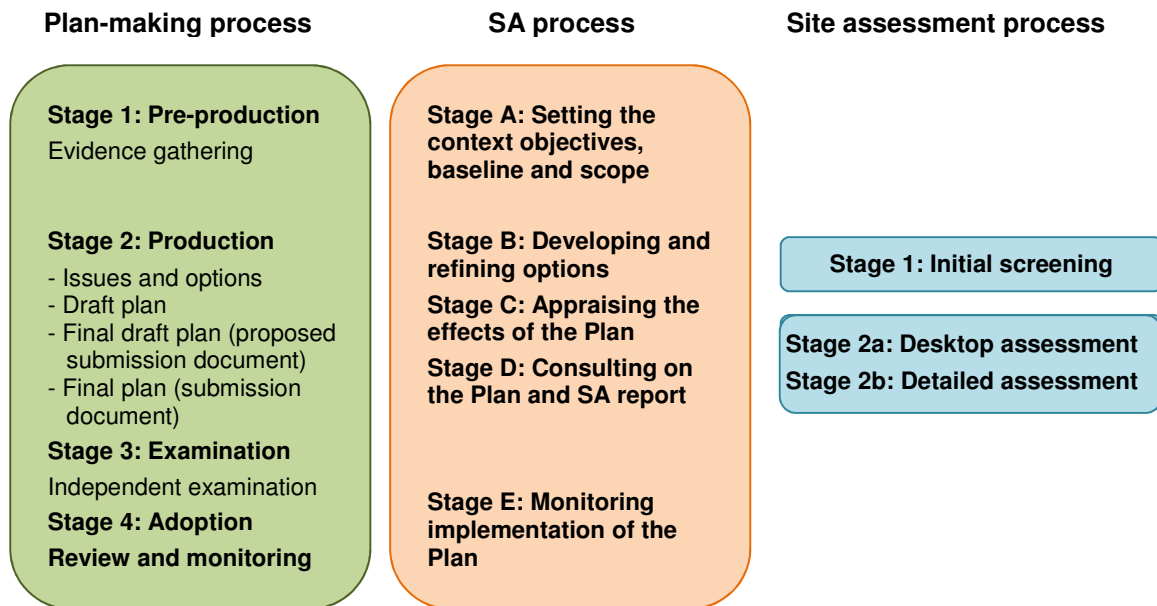 Plan-making process
SA process
Site assessment process
Stage 1: Pre-production
Evidence gathering
Stage 2: Production
- Issues and options
- Draft plan
- Final draft plan (proposed
submission document)
- Final plan (submission
document)
Stage 3: Examination
Independent examination
Stage 4: Adoption
Review and monitoring
Stage A: Setting the
context objectives,
baseline and scope
Stage B: Developing and
refining options
Stage C: Appraising the
effects of the Plan
Stage D: Consulting on
the Plan and SA report
Stage E: Monitoring
implementation of the
Plan
Stage 1: Initial screening
Stage 2a: Desktop assessment
Stage 2b: Detailed assessment